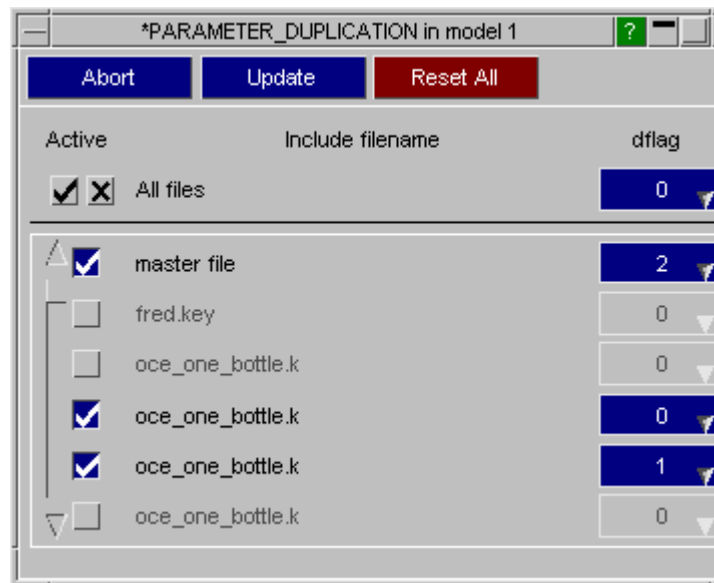 *PARAMETER_DUPLICATION in model 1 ?
Abort Update Reset All
Active Include filename dflag
All files 0
master file 2
fred.key 0
oce_one_bottle.k 0
oce_one_bottle.k 0
oce_one_bottle.k 1
oce_one_bottle.k 0